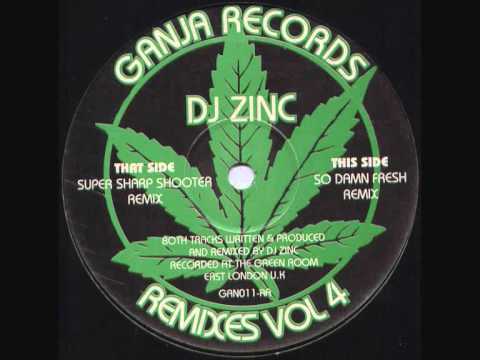 GANJA RECORDS
DJ ZINC
THAT SIDE
SUPER SHARP SHOOTER
REMIX
THIS SIDE
SO DAMN FRESH
REMIX
BOTH TRACKS WRITTEN & PRODUCED
AND REMIXED BY DJ ZINC
RECORDED AT THE GREEN ROOM
EAST LONDON U.K
GAN011-RA
REMIXES VOL 4